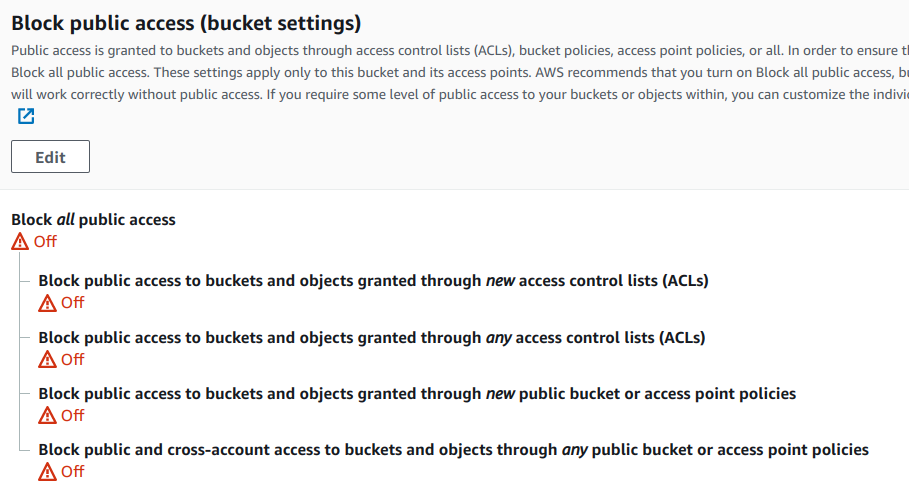 Block public access (bucket settings)
Public access is granted to buckets and objects through access control lists (ACLs), bucket policies, access point policies, or all. In order to ensure
Block all public access. These settings apply only to this bucket and its access points. AWS recommends that you turn on Block all public access,
will work correctly without public access. If you require some level of public access to your buckets or objects within, you can customize the
Edit
Block all public access
Off
Block public access to buckets and objects granted through new access control lists (ACLs)
Off
Block public access to buckets and objects granted through any access control lists (ACLs)
Off
Block public access to buckets and objects granted through new public bucket or access point policies
Off
Block public and cross-account access to buckets and objects through any public bucket or access point policies
Off